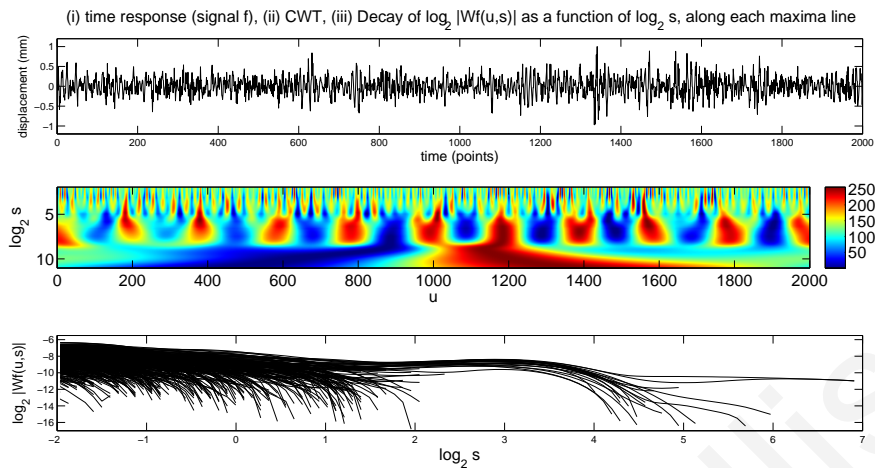 (i) time response (signal f), (ii) CWT, (iii) Decay of log2 |Wf(u,s)| as a function of log2 s, along each maxima line
displacement (mm)
1
0.5
0
−0.5
−1
0 200 400 600 800 1000 1200 1400 1600 1800 2000
time (points)
log2 s
5
10
0 200 400 600 800 1000 1200 1400 1600 1800 2000
u
250
200
150
100
50
log2 |Wf(u,s)|
−6
−8
−10
−12
−14
−16
−2 −1 0 1 2 3 4 5 6 7
log2 s